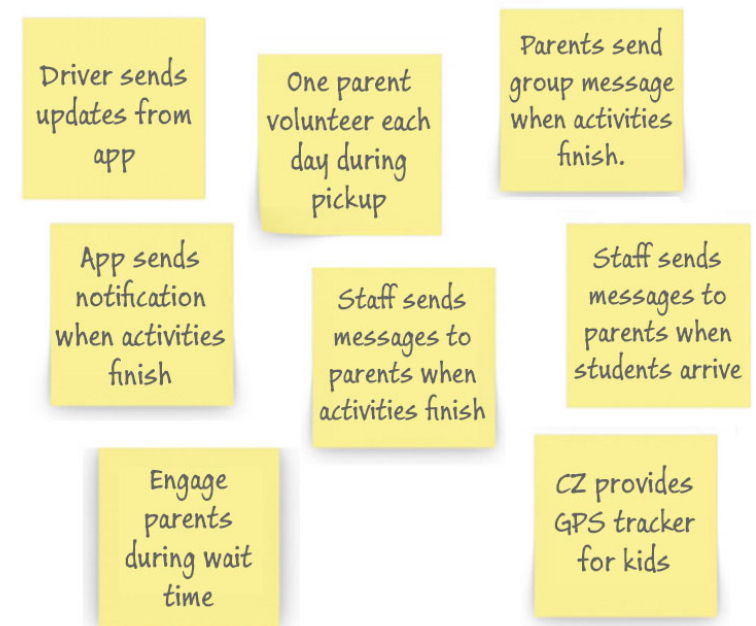 Driver sends
updates from
app
One parent
volunteer each
day during
pickup
Parents send
group message
when activities
finish.
App sends
notification
when activities
finish
Staff sends
messages to
parents when
activities finish
Staff sends
messages to
parents when
students arrive
Engage
parents
during wait
time
CZ provides
GPS tracker
for kids